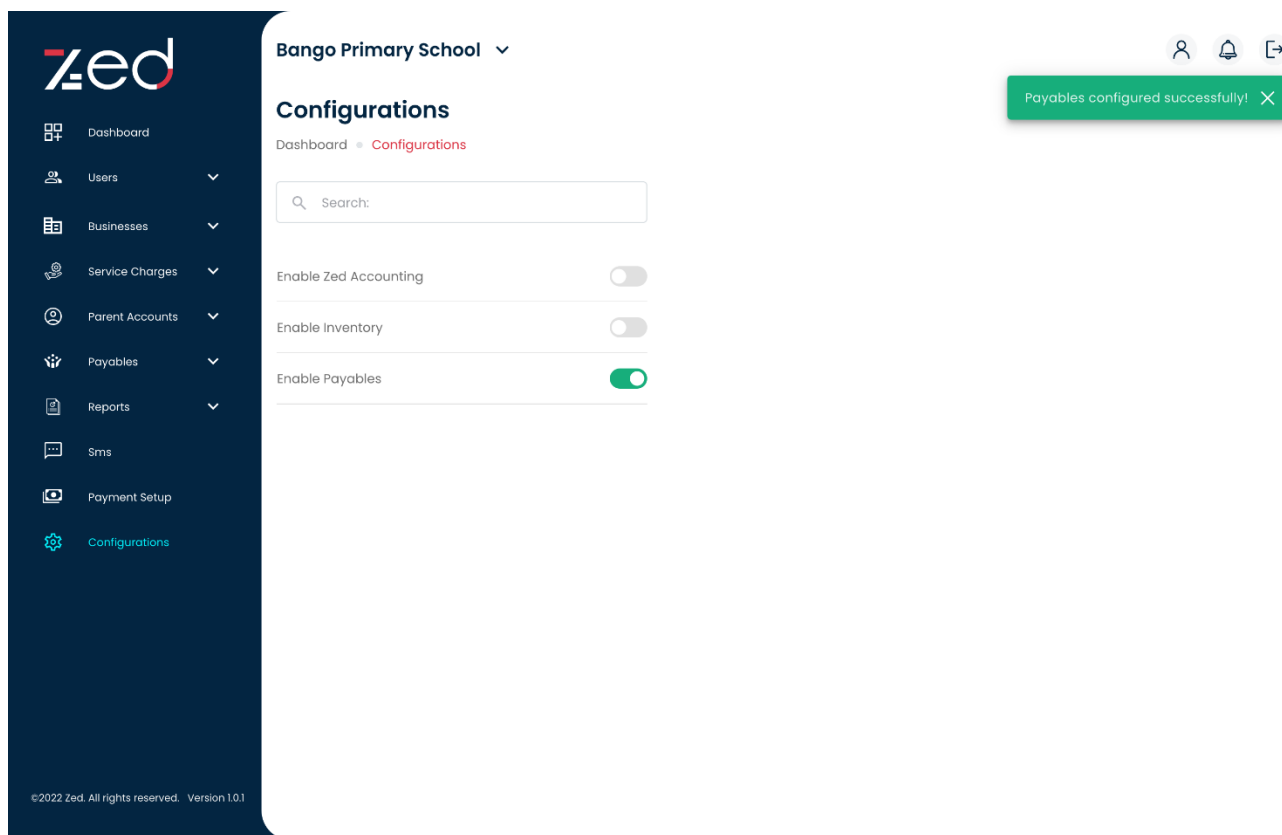 zed
Dashboard
Users
Businesses
Service Charges
Parent Accounts
Payables
Reports
Sms
Payment Setup
Configurations
©2022 Zed. All rights reserved. Version 1.0.1
Bango Primary School
Payables configured successfully!
Configurations
Dashboard Configurations
Search:
Enable Zed Accounting
Enable Inventory
Enable Payables